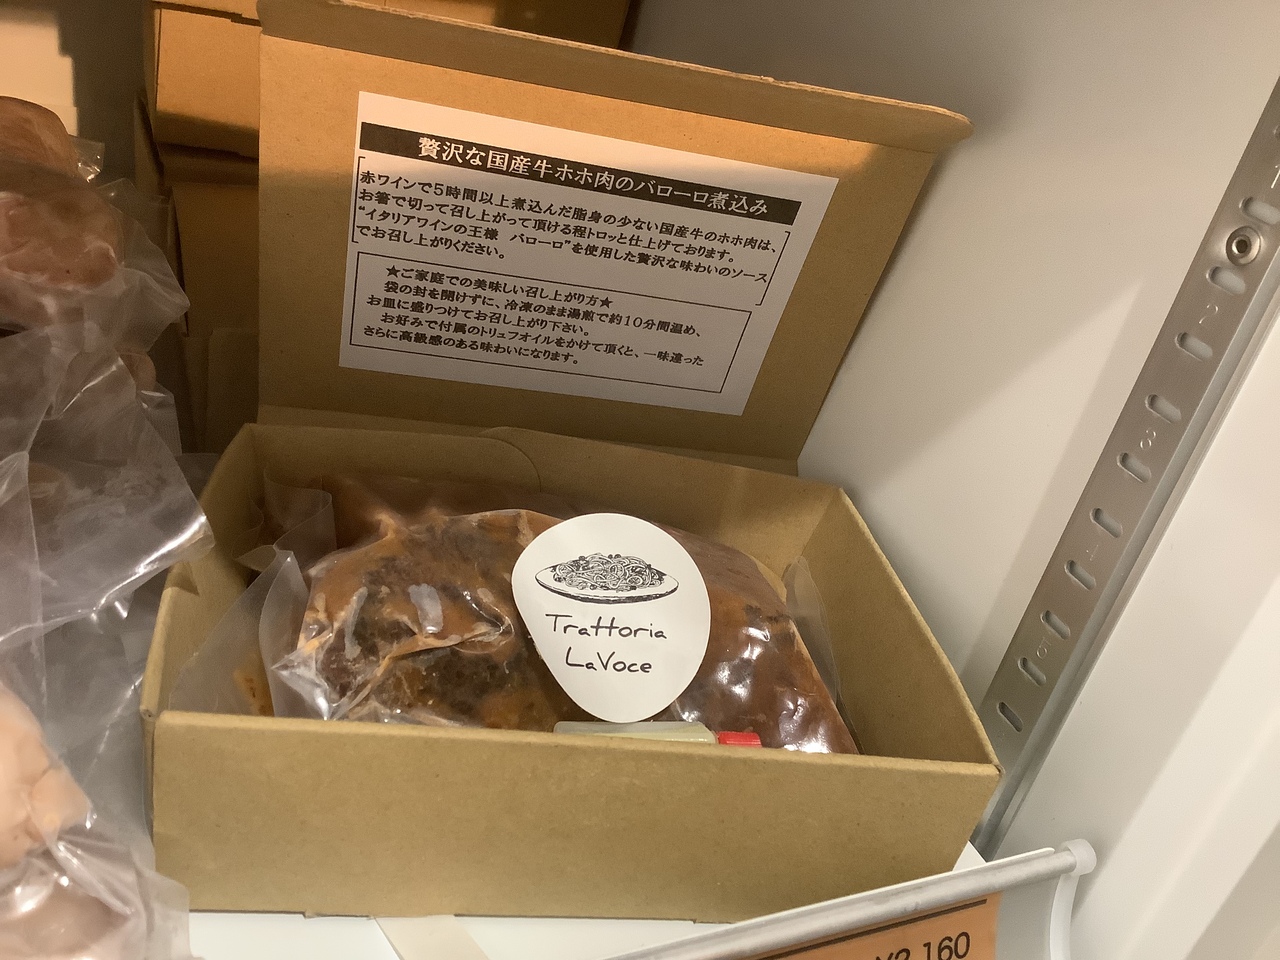 贅沢な国産牛ホホ肉のバローロ煮込み
赤ワインで5時間以上煮込んだ脂身の少ない国産牛のホホ肉は、
お箸で切って召し上がって頂ける程トロッと仕上げております。
“イタリアワインの王様　バローロ”を使用した贅沢な味わいのソース
でお召し上がりください。
★ご家庭での美味しい召し上がり方★
袋の封を開けずに、冷凍のまま湯煎で約10分間温め、
お皿に盛りつけてお召し上がり下さい。
お好みで付属のトリュフオイルをかけて頂くと、一味違った
さらに高級感のある味わいになります。
Trattoria
LaVoce
160